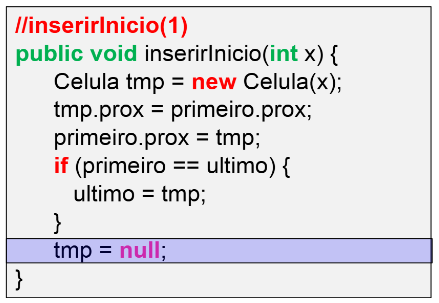 //inserirInicio(1)
public void inserirInicio(int x) {
Celula tmp = new Celula(x);
tmp.prox = primeiro.prox;
primeiro.prox = tmp;
if (primeiro == ultimo) {
ultimo = tmp;
}
tmp = null;
}